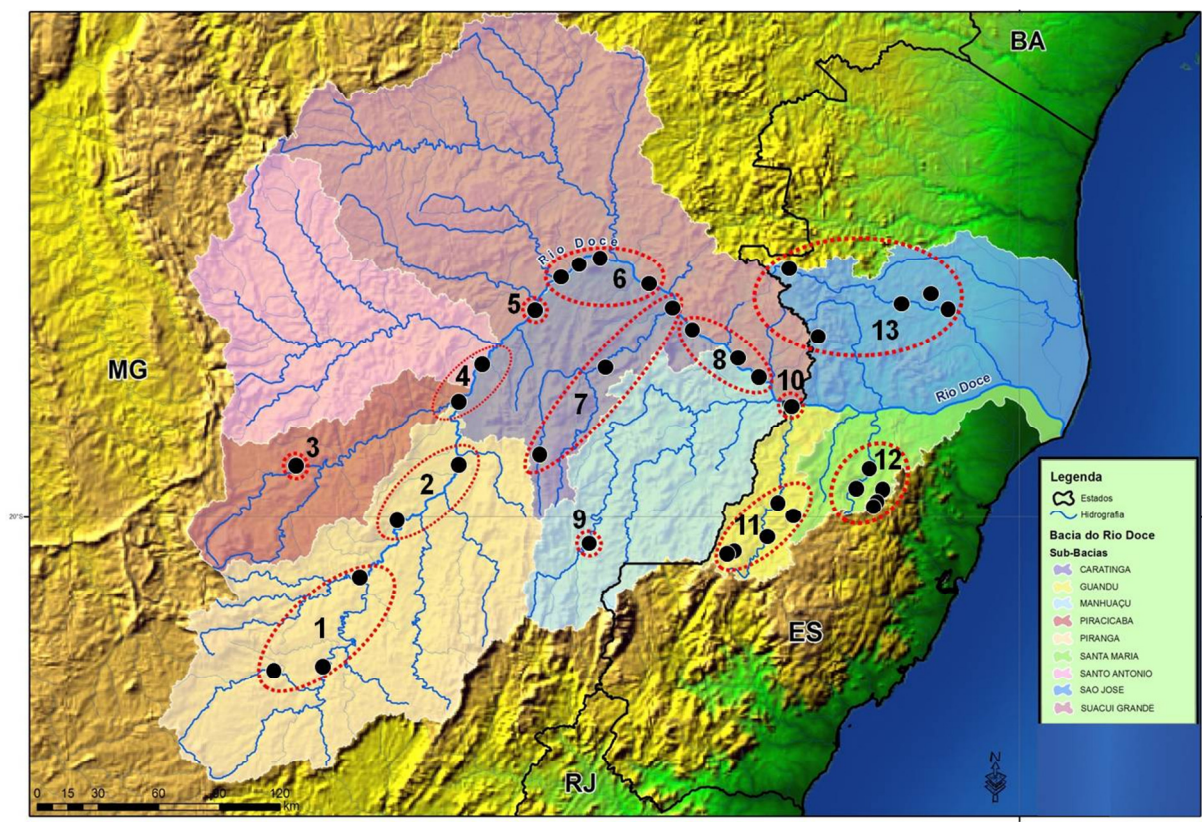 BA
Rio Doce
6
5
13
MG
4
8
10
Rio Doce
7
3
12
2
20°S
9
11
1
ES
RJ
N
0 15 30 60 90 120
km
Legenda
Estados
Hidrografia
Bacia do Rio Doce
Sub-Bacias
CARATINGA
GUANDU
MANHUAÇU
PIRACICABA
PIRANGA
SANTA MARIA
SANTO ANTONIO
SAO JOSE
SUACUI GRANDE